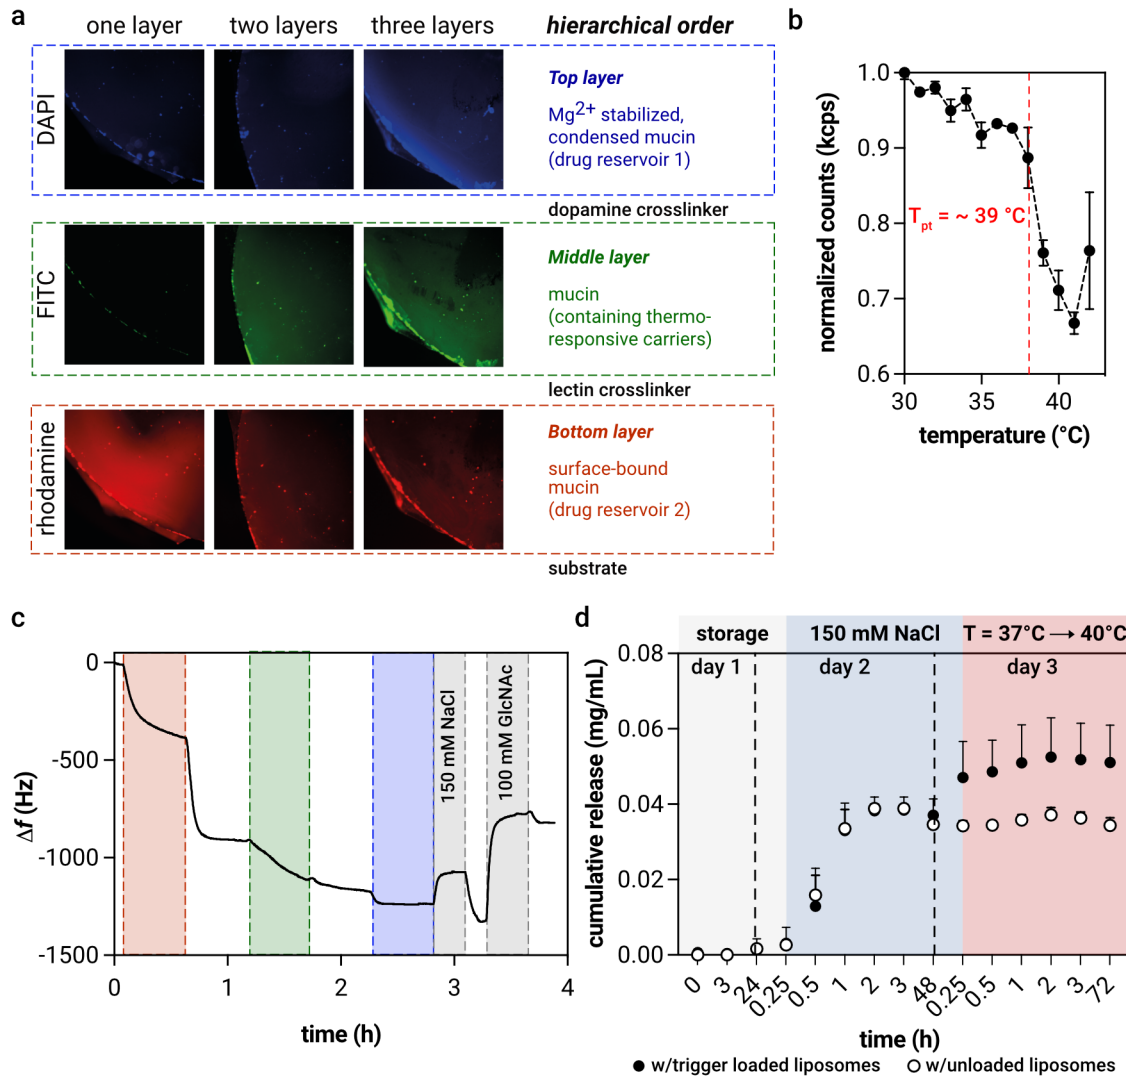 a
one layer two layers three layers hierarchical order
DAPI
Top layer
Mg2+ stabilized,
condensed mucin
(drug reservoir 1)
dopamine crosslinker
FITC
Middle layer
mucin
(containing thermo-
responsive carriers)
lectin crosslinker
rhodamine
Bottom layer
surface-bound
mucin
(drug reservoir 2)
substrate
b
normalized counts (kcps)
1.0
0.9
0.8
0.7
0.6
Tpt = ~ 39 °C
30 35 40
temperature (°C)
c
Δf (Hz)
0
-500
-1000
-1500
150 mM NaCl
100 mM GlcNAc
0 1 2 3 4
time (h)
d
storage 150 mM NaCl T = 37°C → 40°C
day 1 day 2 day 3
cumulative release (mg/mL)
0.08
0.06
0.04
0.02
0.00
0 3 24 0.25 0.5 1 2 3 48 0.25 0.5 1 2 3 72
time (h)
w/trigger loaded liposomes w/unloaded liposomes